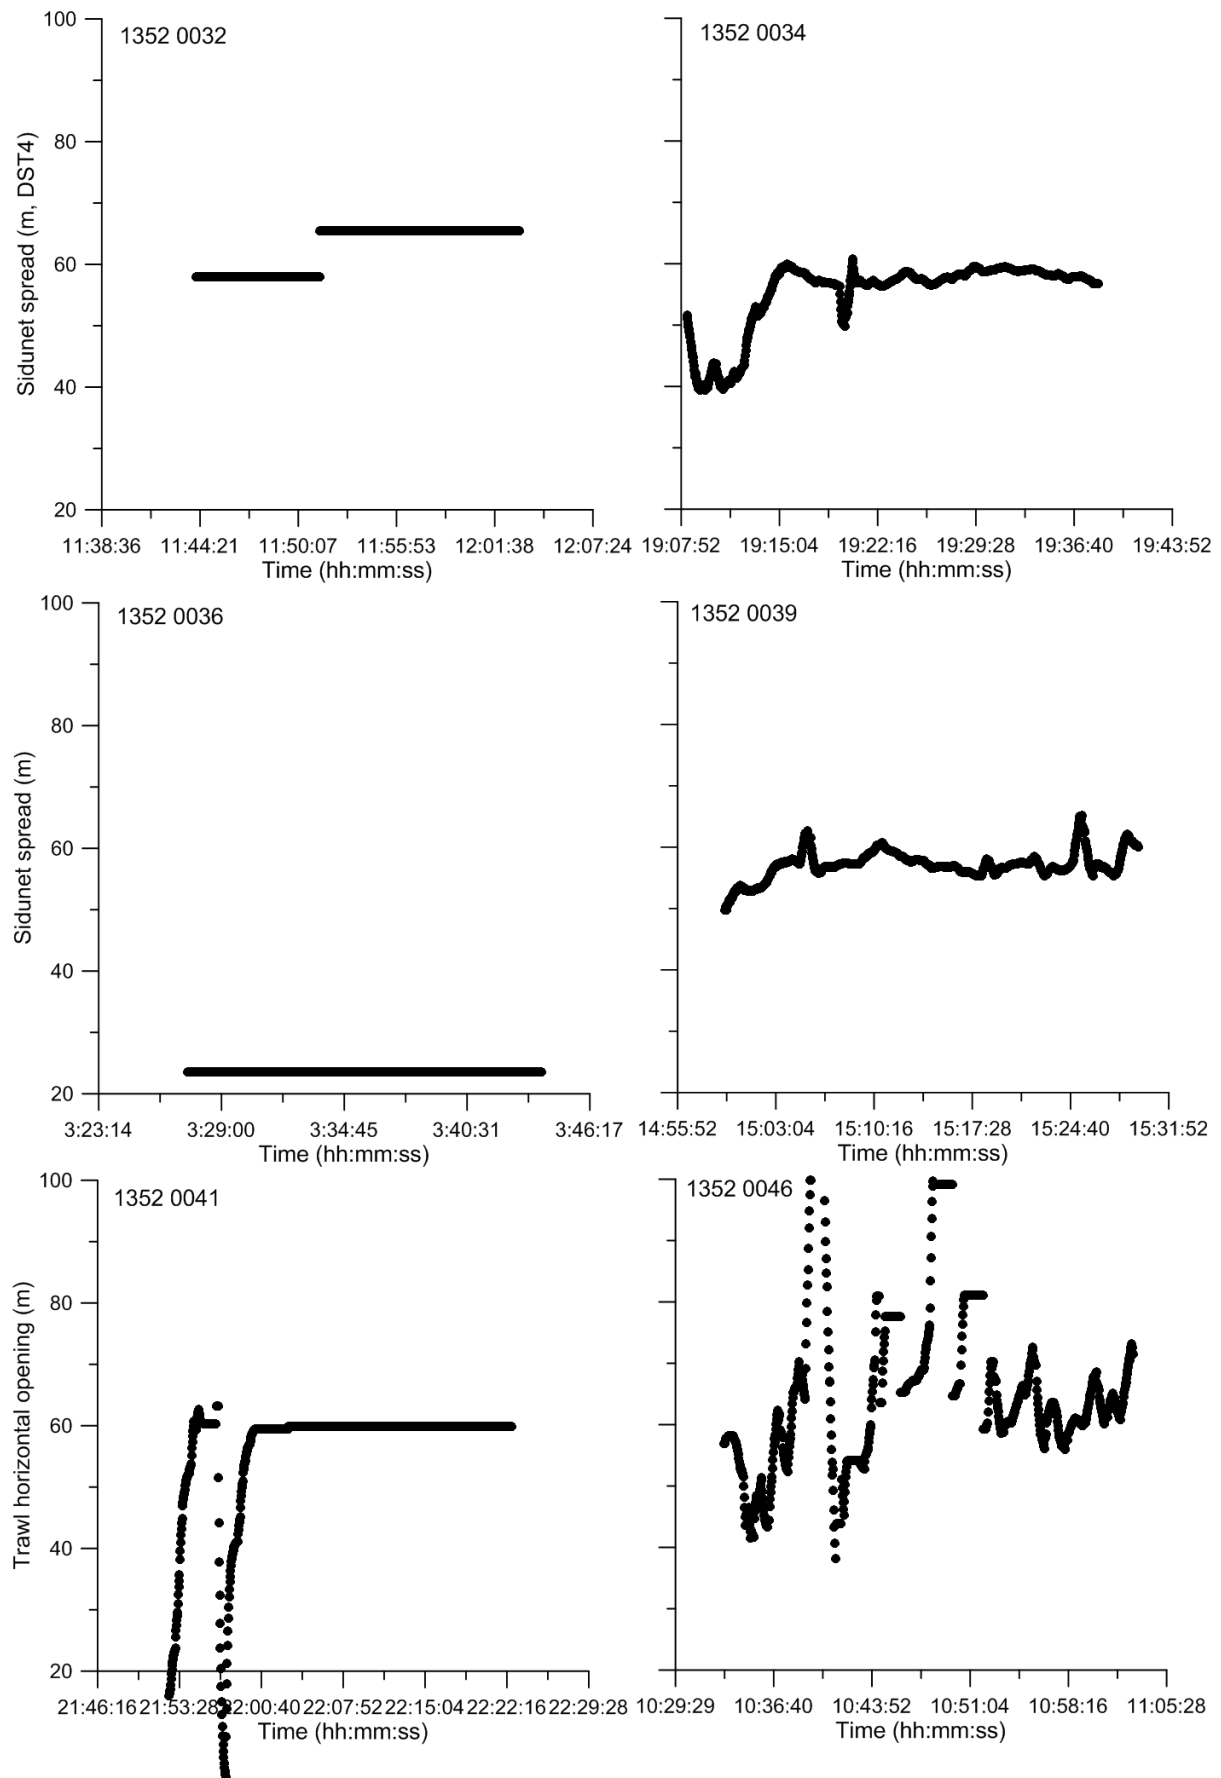 100
1352 0032
1352 0034
80
60
40
20
Sidunet spread (m, DST4)
11:38:36 11:44:21 11:50:07 11:55:53 12:01:38 12:07:24
Time (hh:mm:ss)
19:07:52 19:15:04 19:22:16 19:29:28 19:36:40 19:43:52
Time (hh:mm:ss)
100
1352 0036
1352 0039
80
60
40
20
Sidunet spread (m)
3:23:14 3:29:00 3:34:45 3:40:31 3:46:17
Time (hh:mm:ss)
14:55:52 15:03:04 15:10:16 15:17:28 15:24:40 15:31:52
Time (hh:mm:ss)
100
1352 0041
1352 0046
80
60
40
20
Trawl horizontal opening (m)
21:46:16 21:53:28 22:00:40 22:07:52 22:15:04 22:22:16 22:29:28
Time (hh:mm:ss)
10:29:29 10:36:40 10:43:52 10:51:04 10:58:16 11:05:28
Time (hh:mm:ss)